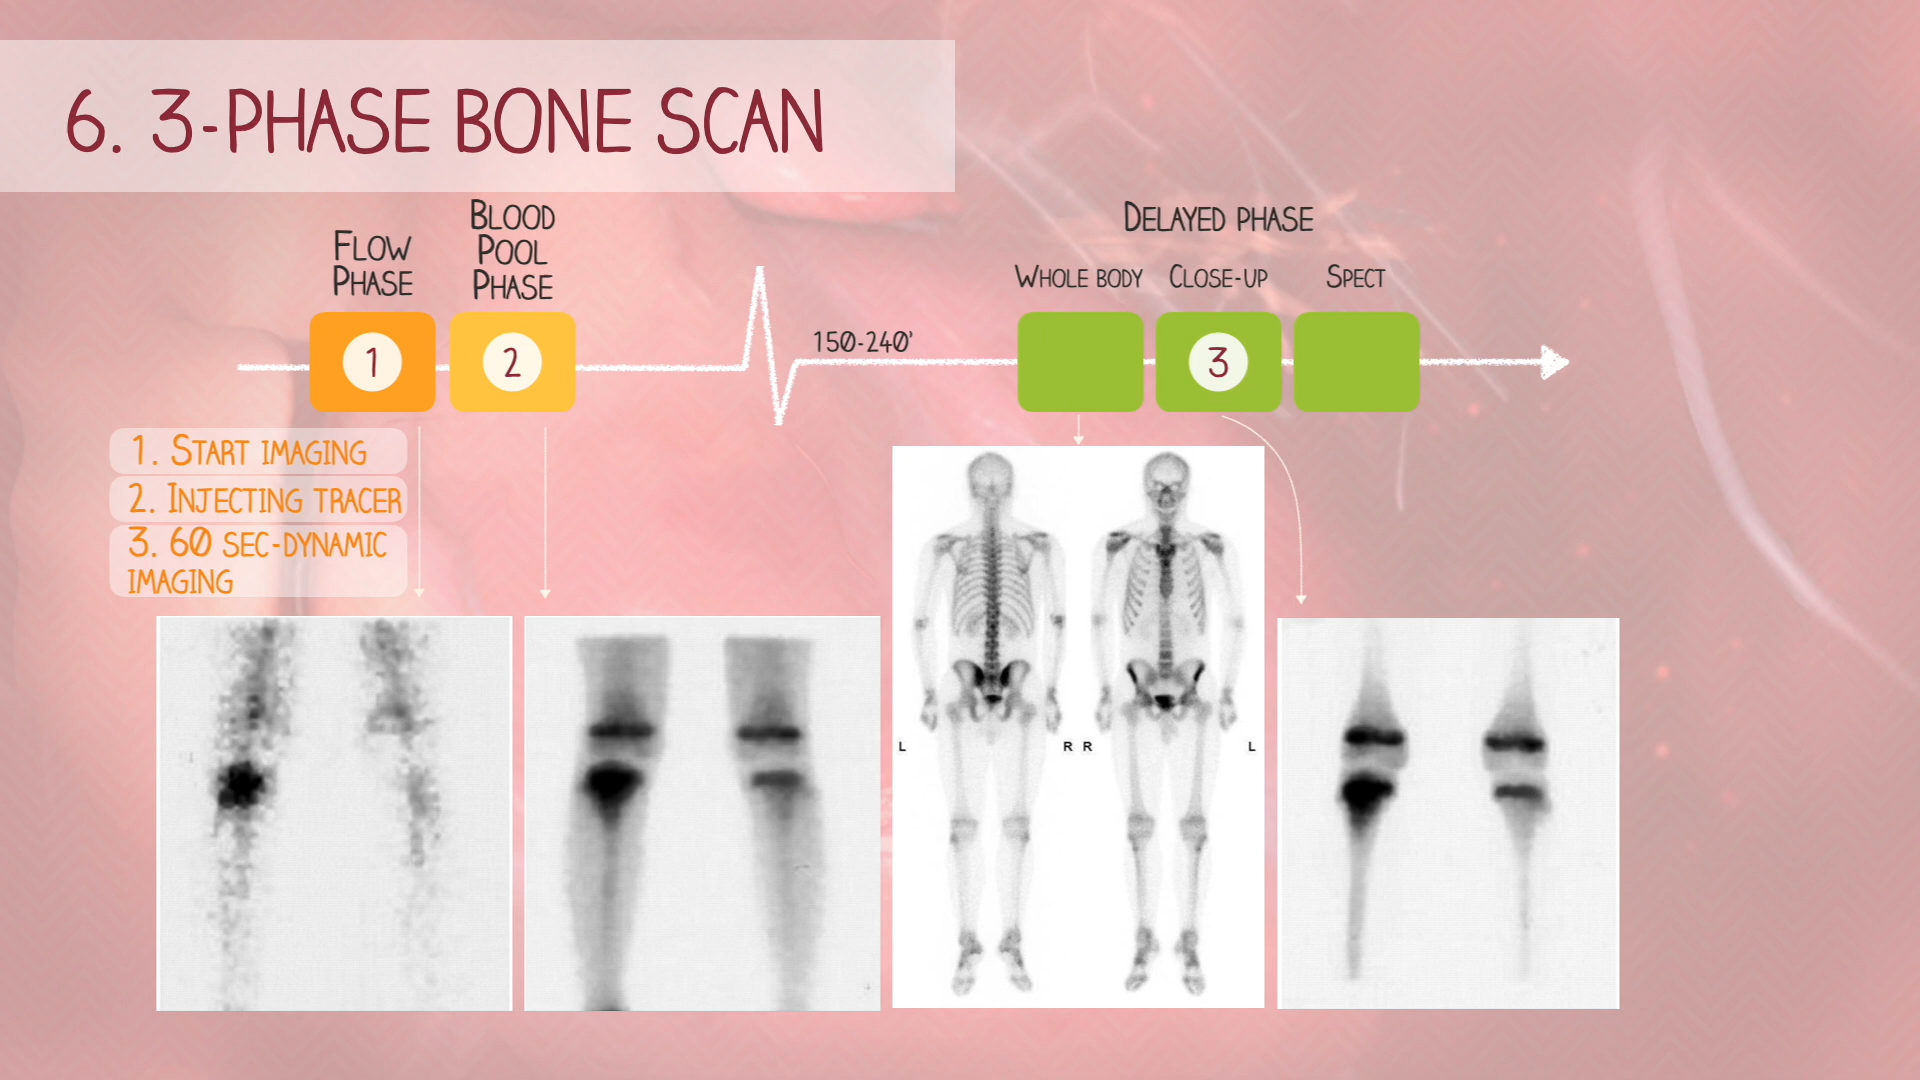 6. 3-PHASE BONE SCAN
FLOW
PHASE
BLOOD
POOL
PHASE
DELAYED PHASE
WHOLE BODY
CLOSE-UP
SPECT
1
2
150-240'
3
1. START IMAGING
2. INJECTING TRACER
3. 60 SEC-DYNAMIC
IMAGING
L
R R
L